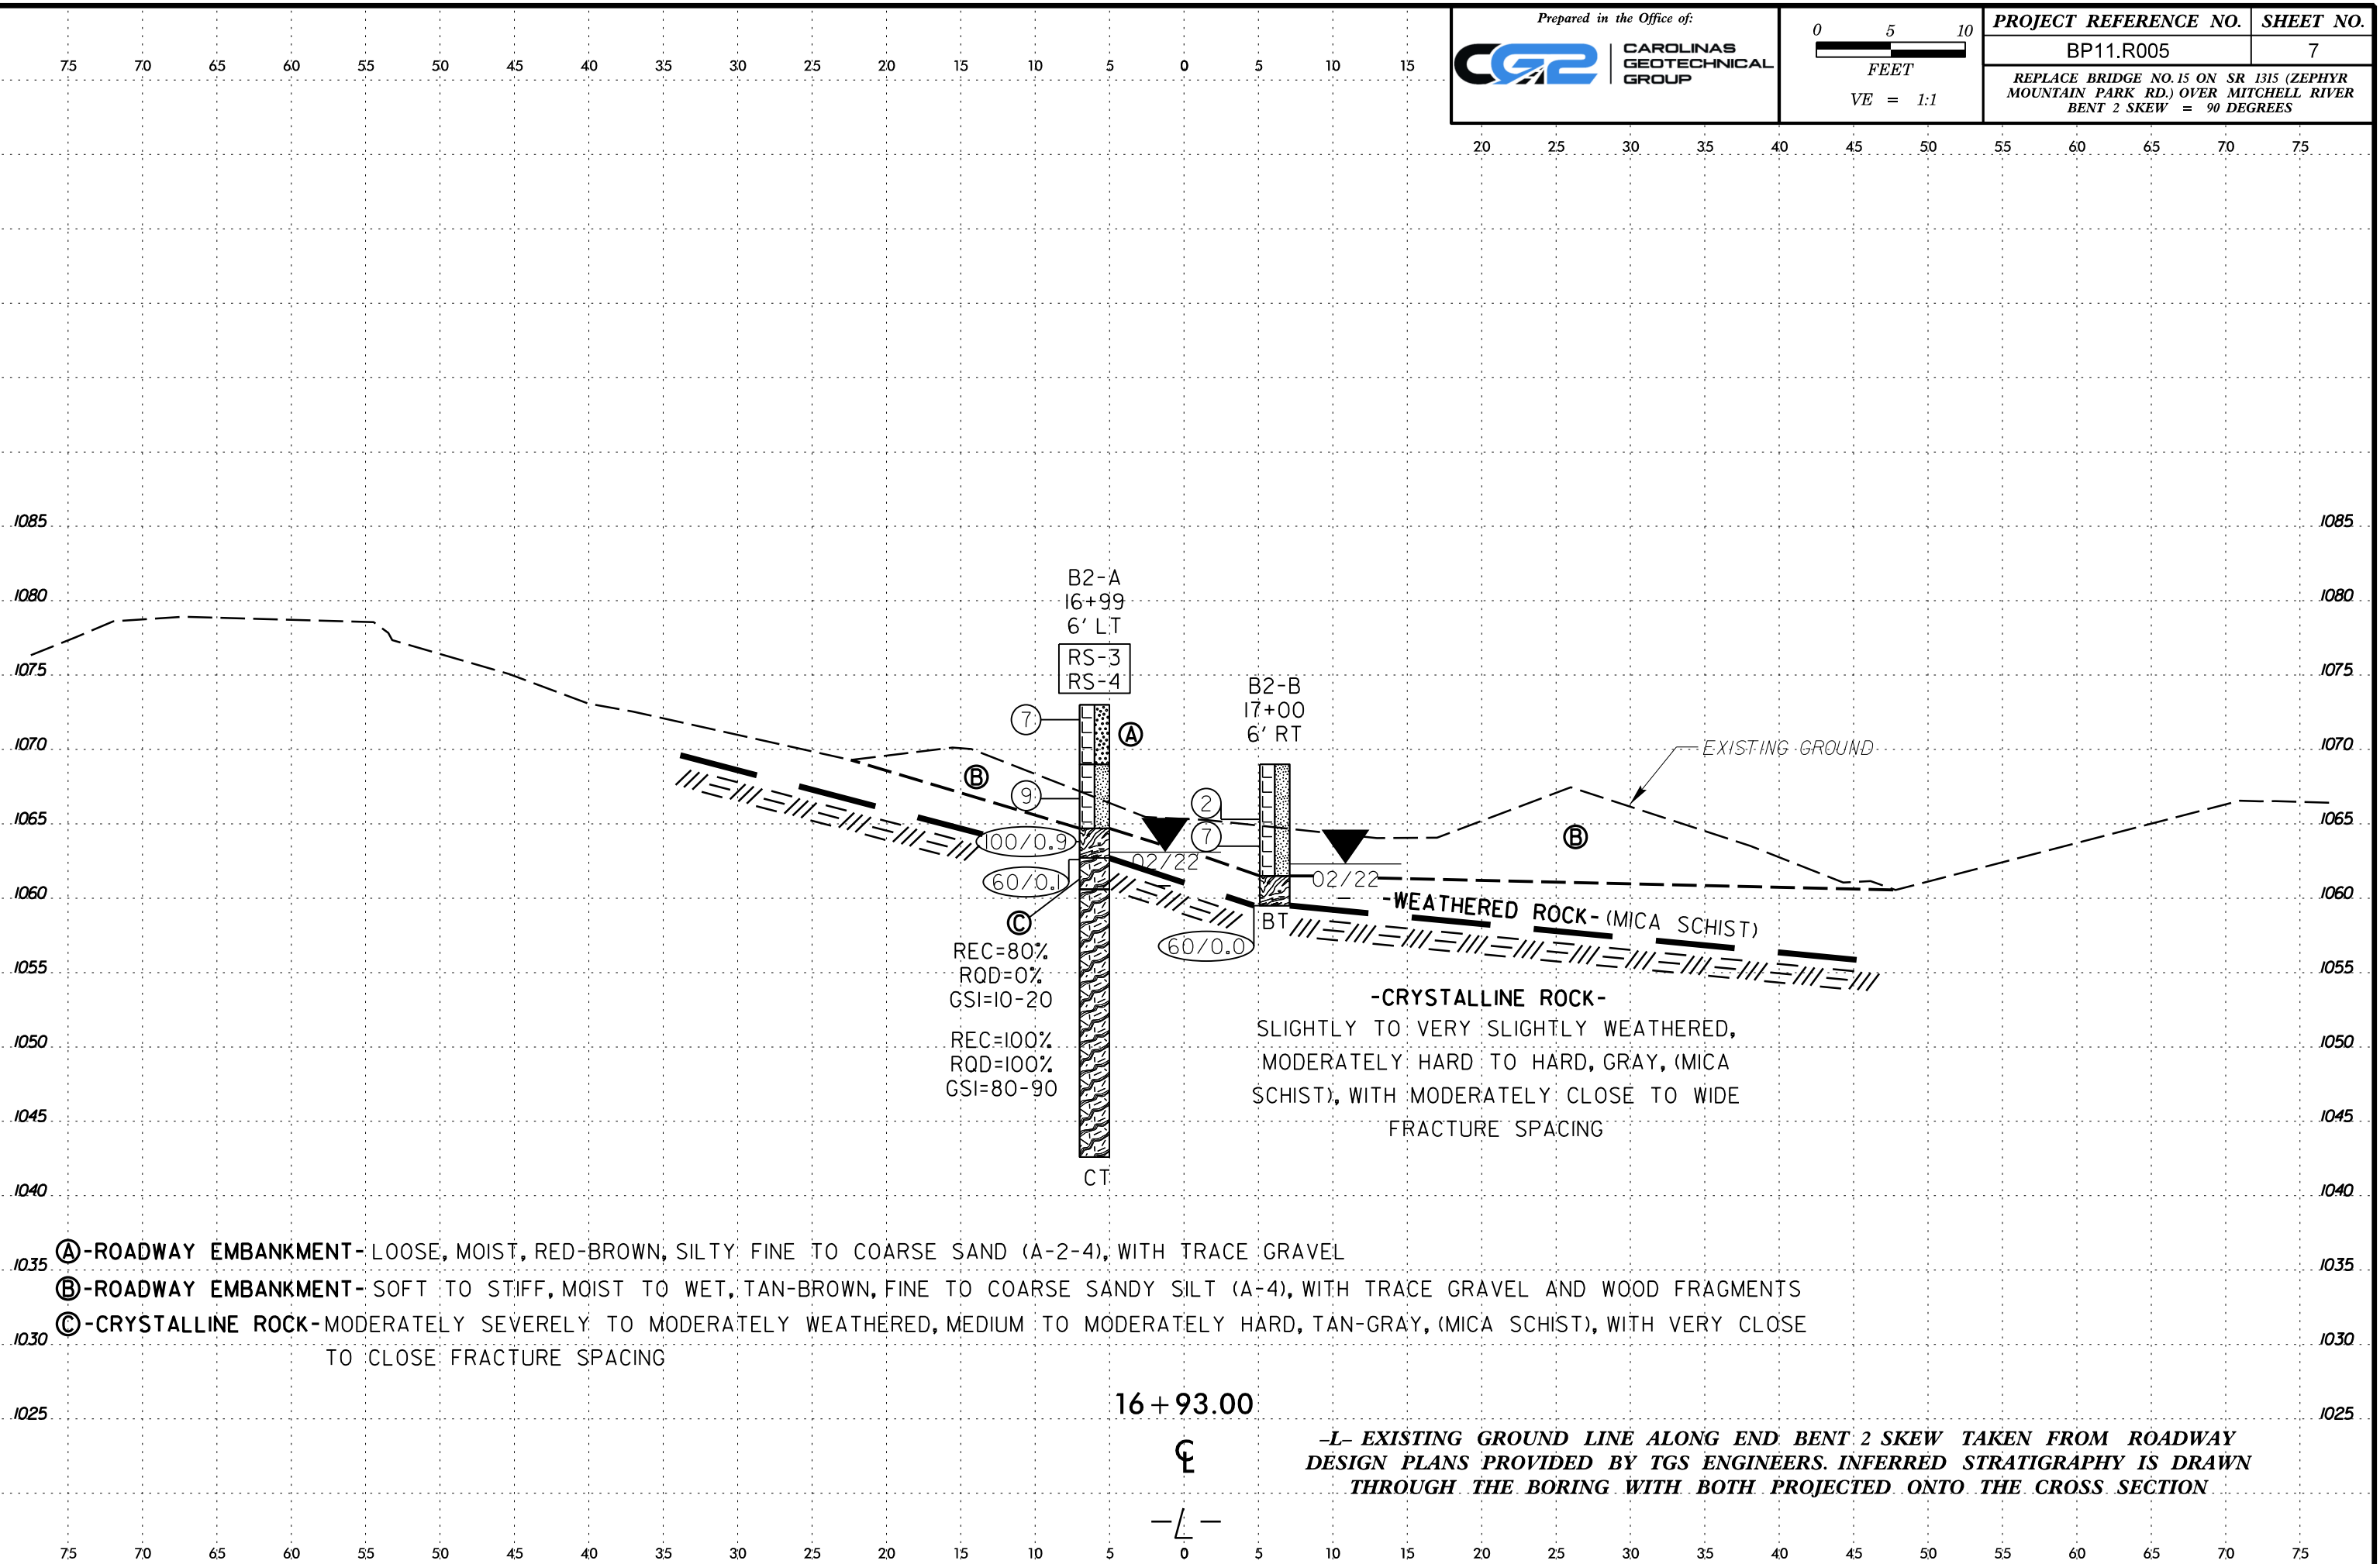 Prepared in the Office of:
CG2
CAROLINAS
GEOTECHNICAL
GROUP
0 5 10
FEET
VE = 1:1
PROJECT REFERENCE NO. SHEET NO.
BP11.R005 7
REPLACE BRIDGE NO. 15 ON SR 1315 (ZEPHYR
MOUNTAIN PARK RD.) OVER MITCHELL RIVER
BENT 2 SKEW = 90 DEGREES
75 70 65 60 55 50 45 40 35 30 25 20 15 10 5 0 5 10 15
20 25 30 35 40 45 50 55 60 65 70 75
1085 1085
1080 1080
1075 1075
1070 1070
1065 1065
1060 1060
1055 1055
1050 1050
1045 1045
1040 1040
1035 1035
1030 1030
1025 1025
B2-A
16+99
6' LT
RS-3
RS-4
7
A
B
9
100/0.9
60/0.1
C
REC=80%
RQD=0%
GSI=10-20
REC=100%
RQD=100%
GSI=80-90
CT
02/22
B2-B
17+00
6' RT
2
7
60/0.0
BT
02/22
EXISTING GROUND
B
-WEATHERED ROCK- (MICA SCHIST)
-CRYSTALLINE ROCK-
SLIGHTLY TO VERY SLIGHTLY WEATHERED,
MODERATELY HARD TO HARD, GRAY, (MICA
SCHIST), WITH MODERATELY CLOSE TO WIDE
FRACTURE SPACING
A -ROADWAY EMBANKMENT- LOOSE, MOIST, RED-BROWN, SILTY FINE TO COARSE SAND (A-2-4), WITH TRACE GRAVEL
B -ROADWAY EMBANKMENT- SOFT TO STIFF, MOIST TO WET, TAN-BROWN, FINE TO COARSE SANDY SILT (A-4), WITH TRACE GRAVEL AND WOOD FRAGMENTS
C -CRYSTALLINE ROCK- MODERATELY SEVERELY TO MODERATELY WEATHERED, MEDIUM TO MODERATELY HARD, TAN-GRAY, (MICA SCHIST), WITH VERY CLOSE
TO CLOSE FRACTURE SPACING
16+93.00
℄
-L-
-L- EXISTING GROUND LINE ALONG END BENT 2 SKEW TAKEN FROM ROADWAY
DESIGN PLANS PROVIDED BY TGS ENGINEERS. INFERRED STRATIGRAPHY IS DRAWN
THROUGH THE BORING WITH BOTH PROJECTED ONTO THE CROSS SECTION
75 70 65 60 55 50 45 40 35 30 25 20 15 10 5 0 5 10 15 20 25 30 35 40 45 50 55 60 65 70 75